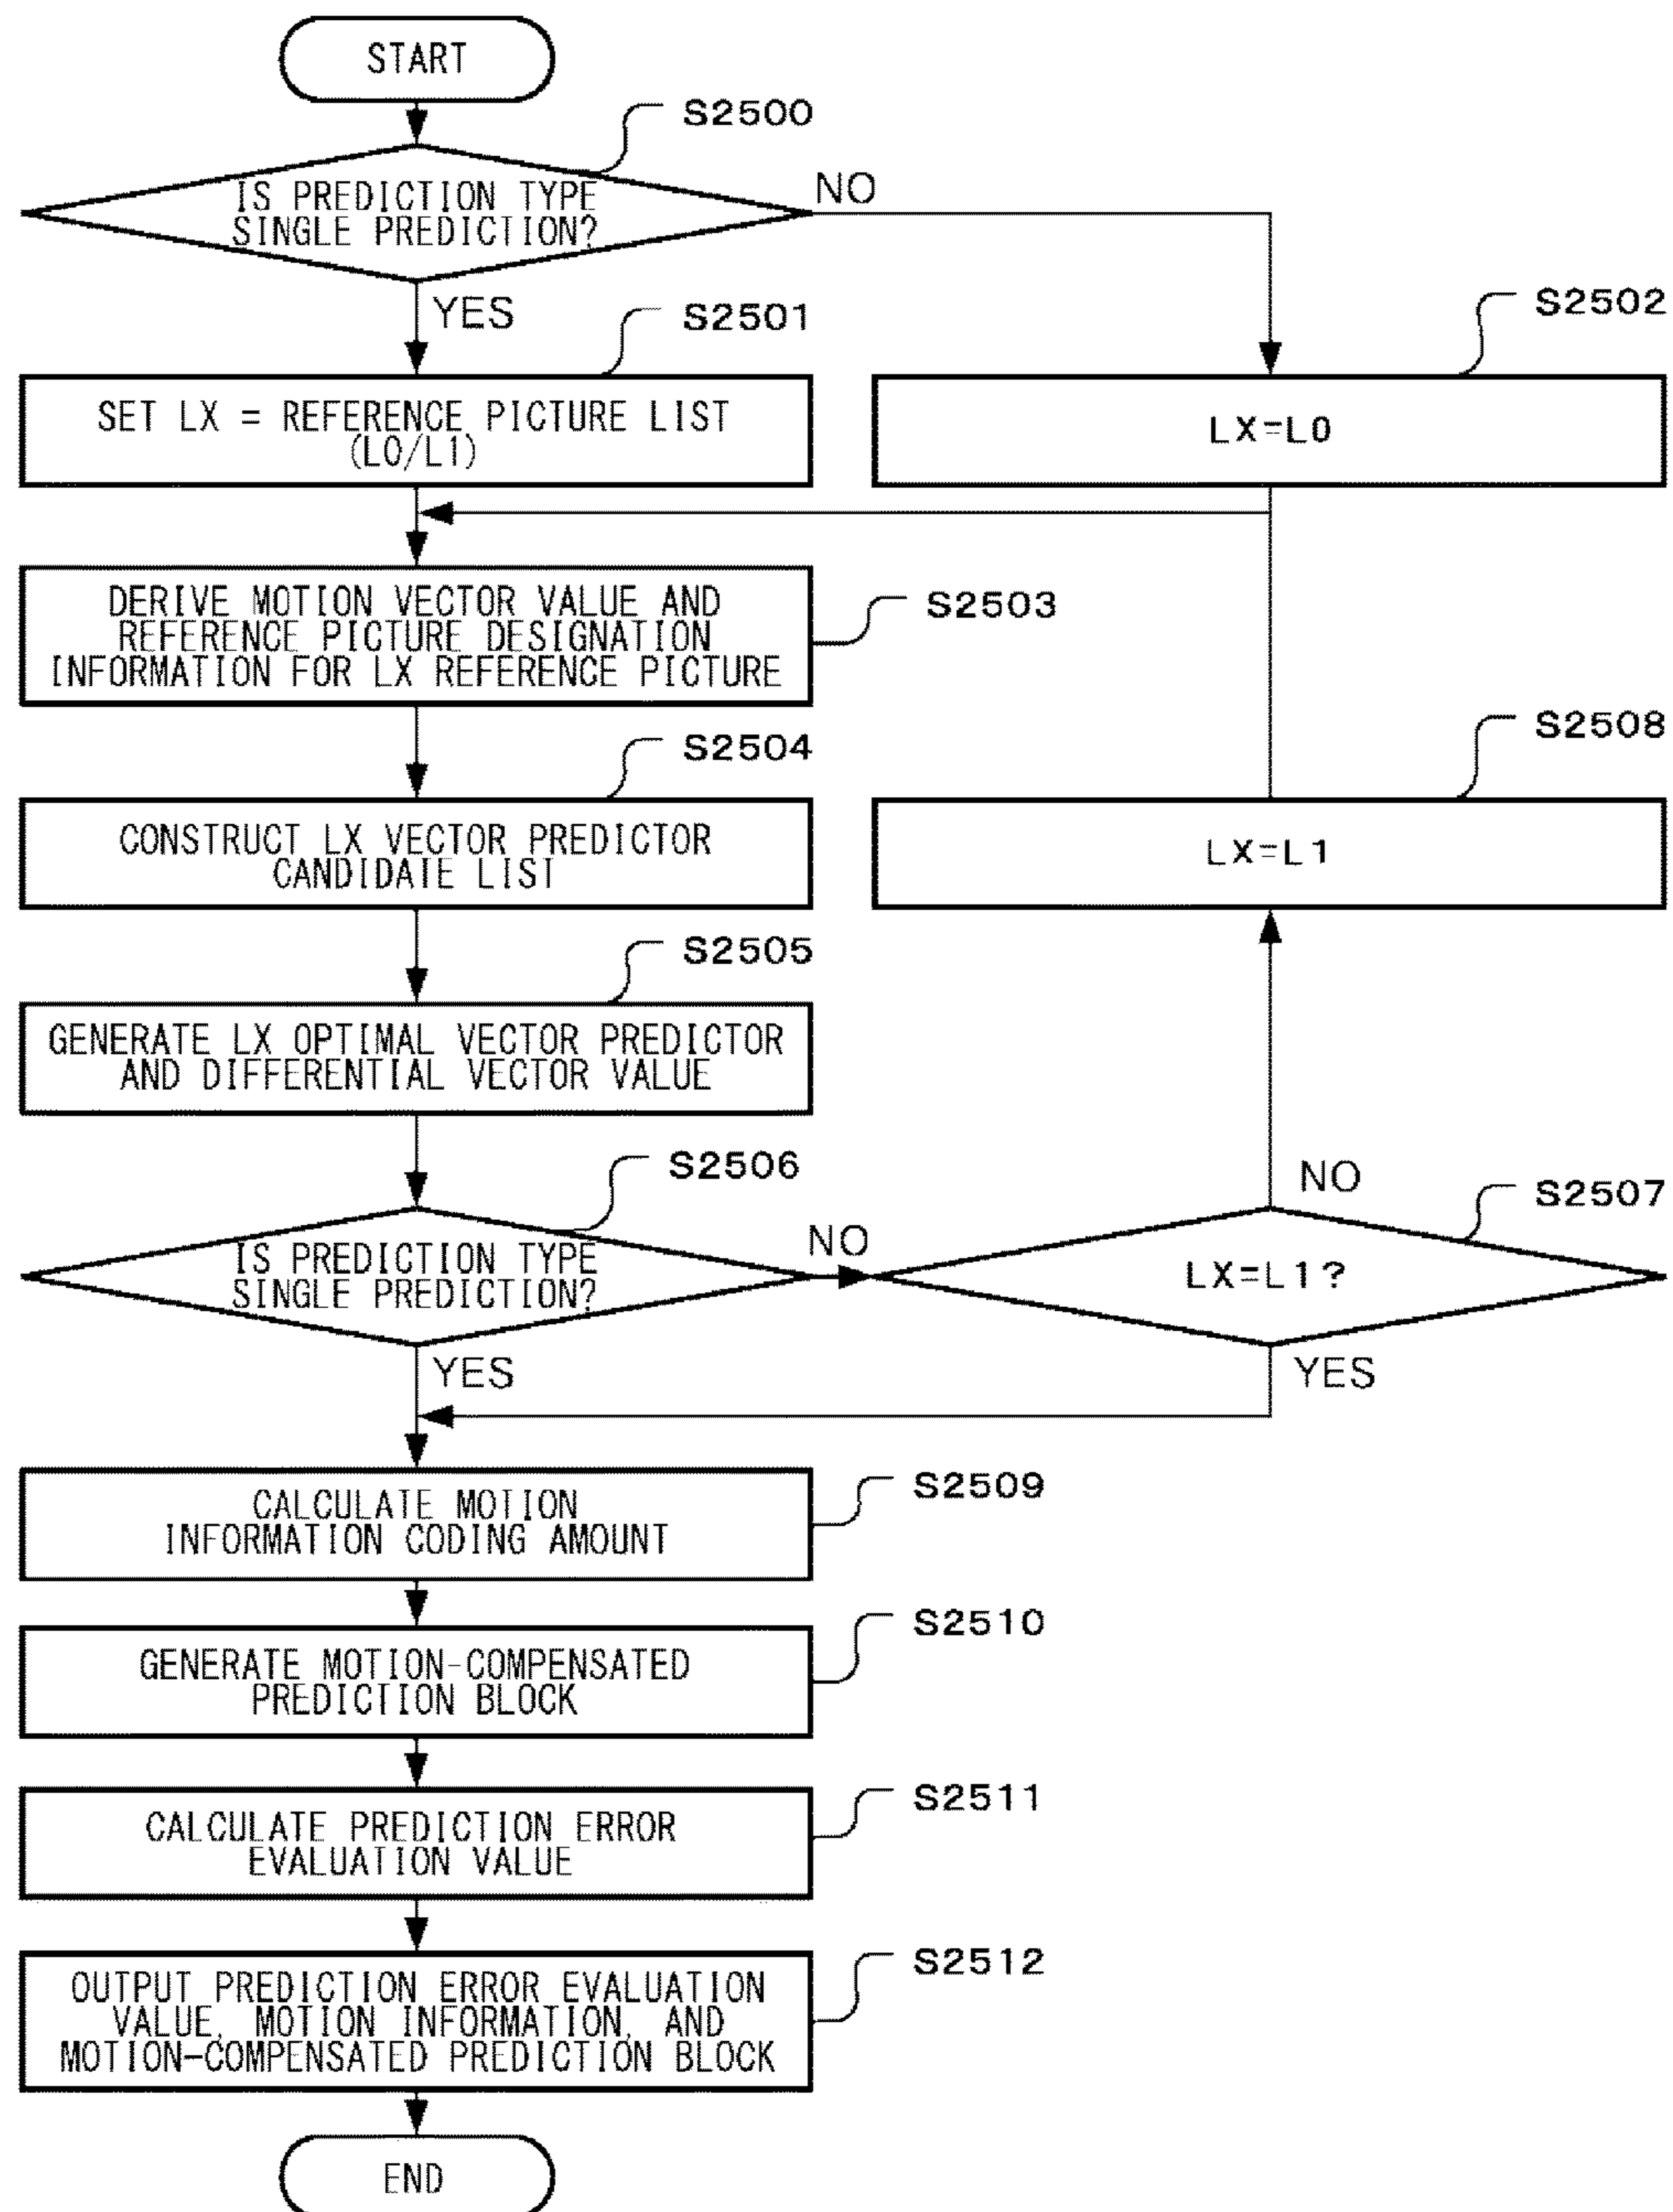 START
S2500
IS PREDICTION TYPE
SINGLE PREDICTION?
NO
YES
S2501
S2502
SET LX = REFERENCE PICTURE LIST
(L0/L1)
LX=L0
DERIVE MOTION VECTOR VALUE AND
REFERENCE PICTURE DESIGNATION
INFORMATION FOR LX REFERENCE PICTURE
S2503
S2504
S2508
CONSTRUCT LX VECTOR PREDICTOR
CANDIDATE LIST
LX=L1
S2505
GENERATE LX OPTIMAL VECTOR PREDICTOR
AND DIFFERENTIAL VECTOR VALUE
S2506
NO
S2507
IS PREDICTION TYPE
SINGLE PREDICTION?
NO
LX=L1?
YES
YES
CALCULATE MOTION
INFORMATION CODING AMOUNT
S2509
GENERATE MOTION-COMPENSATED
PREDICTION BLOCK
S2510
CALCULATE PREDICTION ERROR
EVALUATION VALUE
S2511
OUTPUT PREDICTION ERROR EVALUATION
VALUE, MOTION INFORMATION, AND
MOTION-COMPENSATED PREDICTION BLOCK
S2512
END